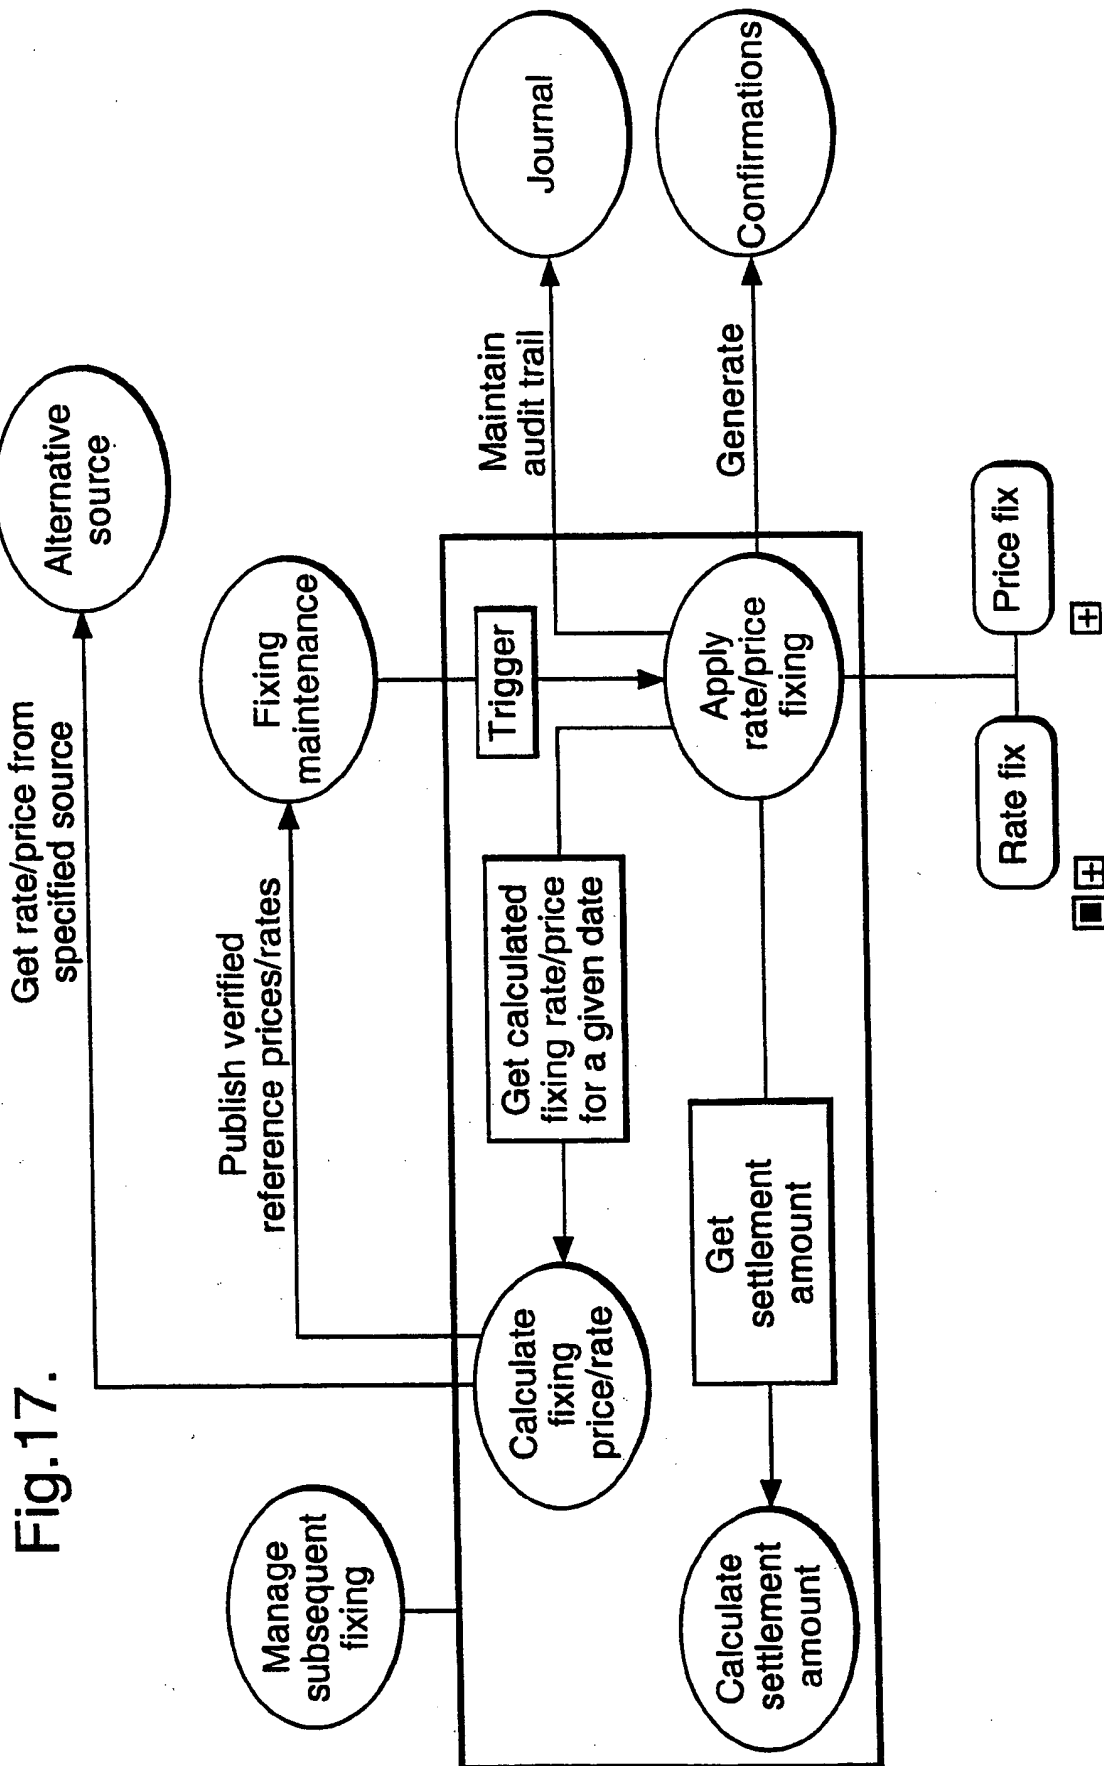 Fig.17.
Get rate/price from
specified source
Alternative
source
Publish verified
reference prices/rates
Fixing
maintenance
Manage
subsequent
fixing
Trigger
Maintain
audit trail
Journal
Calculate
fixing
price/rate
Get calculated
fixing rate/price
for a given date
Apply
rate/price
fixing
Generate
Confirmations
Calculate
settlement
amount
Get
settlement
amount
Rate fix
Price fix